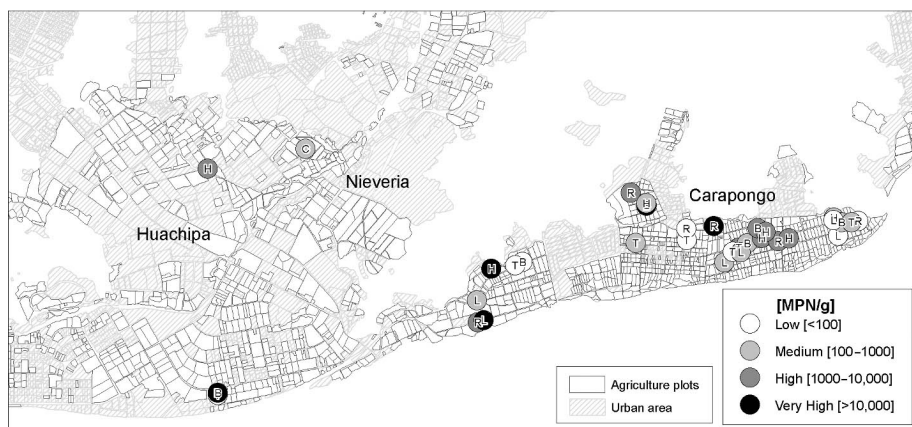 C
H
Nieveria
R
Carapongo
H
Huachipa
R
R
T
T
B
H
T B
L
R
H
H
R
H
B
T R
L
T L
B
L
L
R
B
[MPN/g]
Low [<100]
Medium [100–1000]
High [1000–10,000]
Very High [>10,000]
Agriculture plots
Urban area